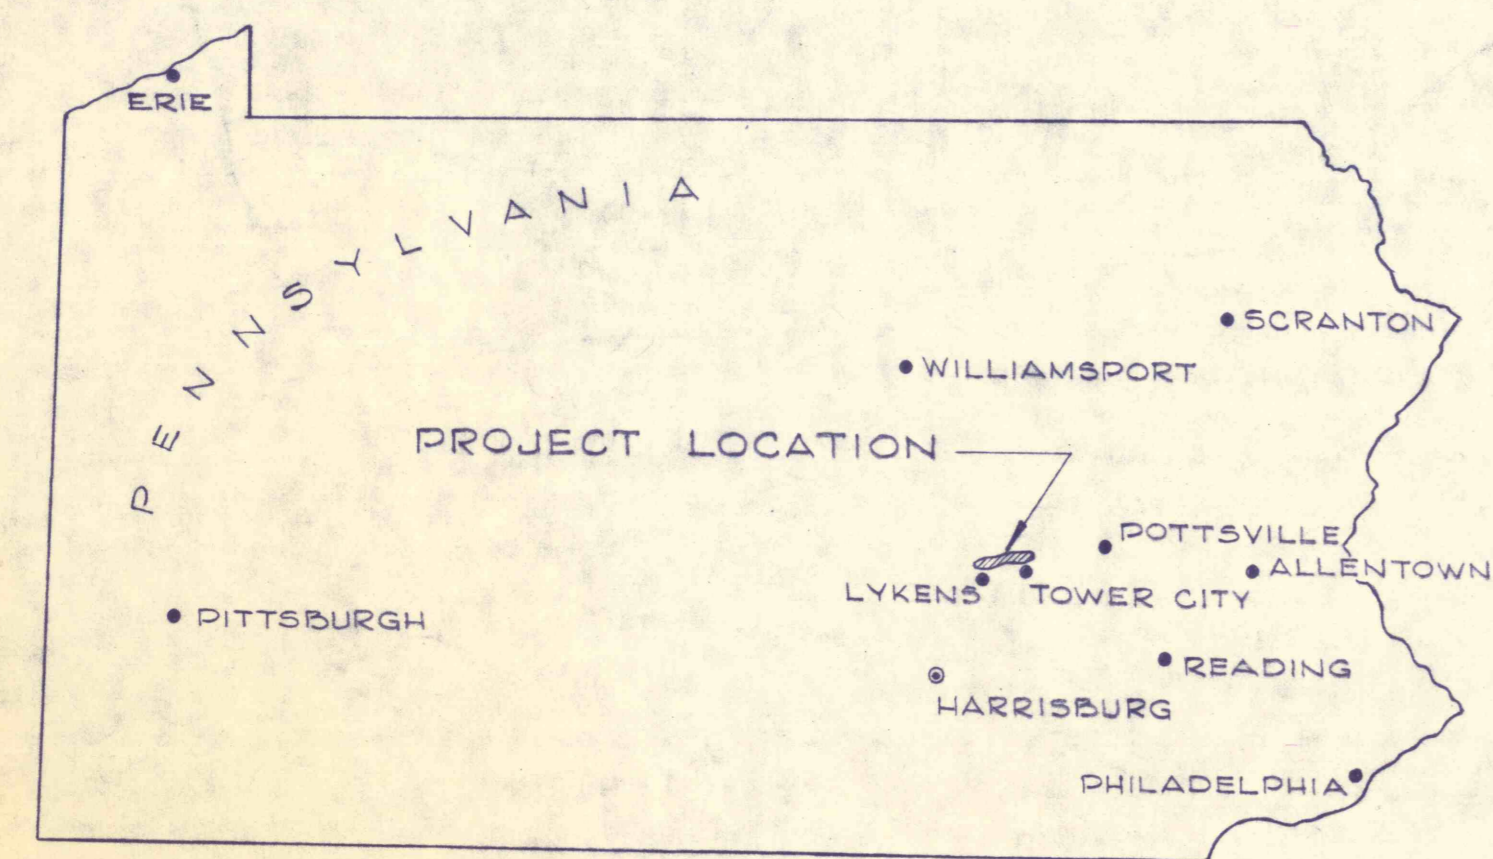 ERIE
PENNSYLVANIA
SCRANTON
WILLIAMSPORT
PROJECT LOCATION
POTTSVILLE
ALLENTOWN
LYKENS
TOWER CITY
PITTSBURGH
READING
HARRISBURG
PHILADELPHIA